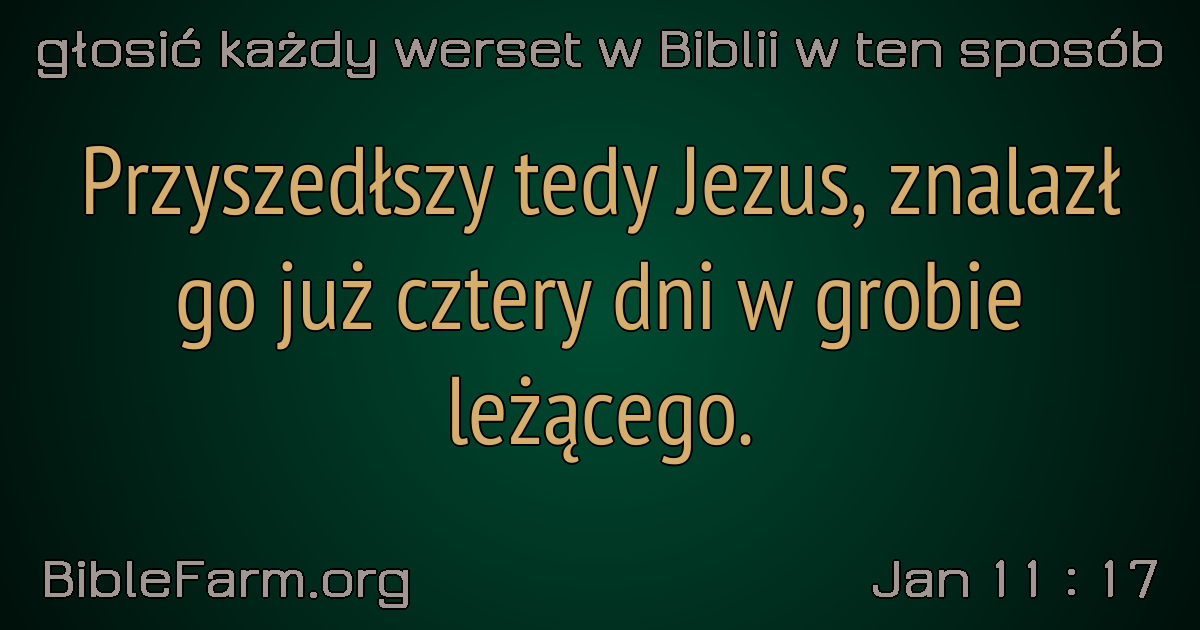 głosić każdy werset w Biblii w ten sposób
Przyszedłszy tedy Jezus, znalazł
go już cztery dni w grobie
leżącego.
BibleFarm.org
Jan 11 : 17